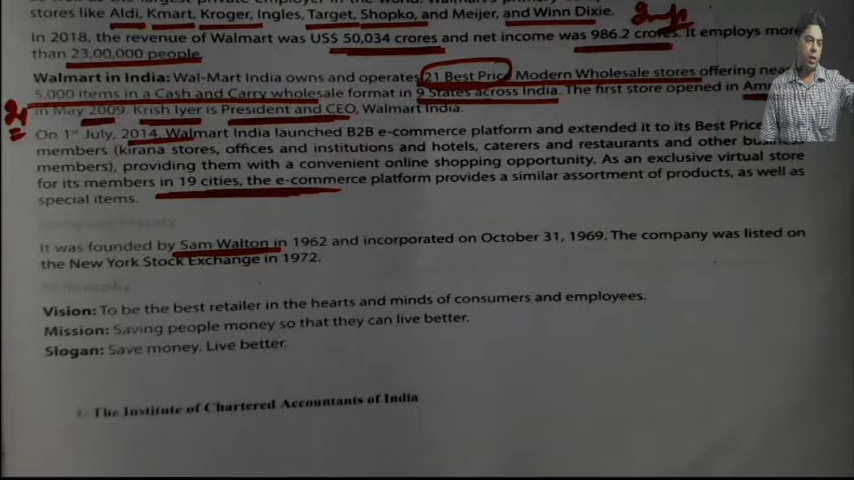 stores like Aldi, Kmart, Kroger, Ingles, Target, Shopko, and Meijer, and Winn Dixie. Imp
In 2018, the revenue of Walmart was US$ 50,034 crores and net income was 986.2 crores. It employs more
than 23,00,000 people.
Walmart in India: Wal-Mart India owns and operates 21 Best Price Modern Wholesale stores offering
5,000 items in a Cash and Carry wholesale format in 9 States across India. The first store opened in
in May 2009. Krish Iyer is President and CEO, Walmart India.
On 1st July, 2014, Walmart India launched B2B e-commerce platform and extended it to its Best Price
members (kirana stores, offices and institutions and hotels, caterers and restaurants and other business
members), providing them with a convenient online shopping opportunity. As an exclusive virtual store
for its members in 19 cities, the e-commerce platform provides a similar assortment of products, as well as
special items.
Company History
It was founded by Sam Walton in 1962 and incorporated on October 31, 1969. The company was listed on
the New York Stock Exchange in 1972.
Philosophy
Vision: To be the best retailer in the hearts and minds of consumers and employees.
Mission: Saving people money so that they can live better.
Slogan: Save money. Live better.
© The Institute of Chartered Accountants of India